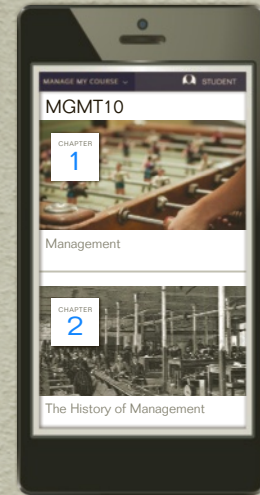 MANAGE MY COURSE STUDENT
MGMT10
CHAPTER
1
Management
CHAPTER
2
The History of Management